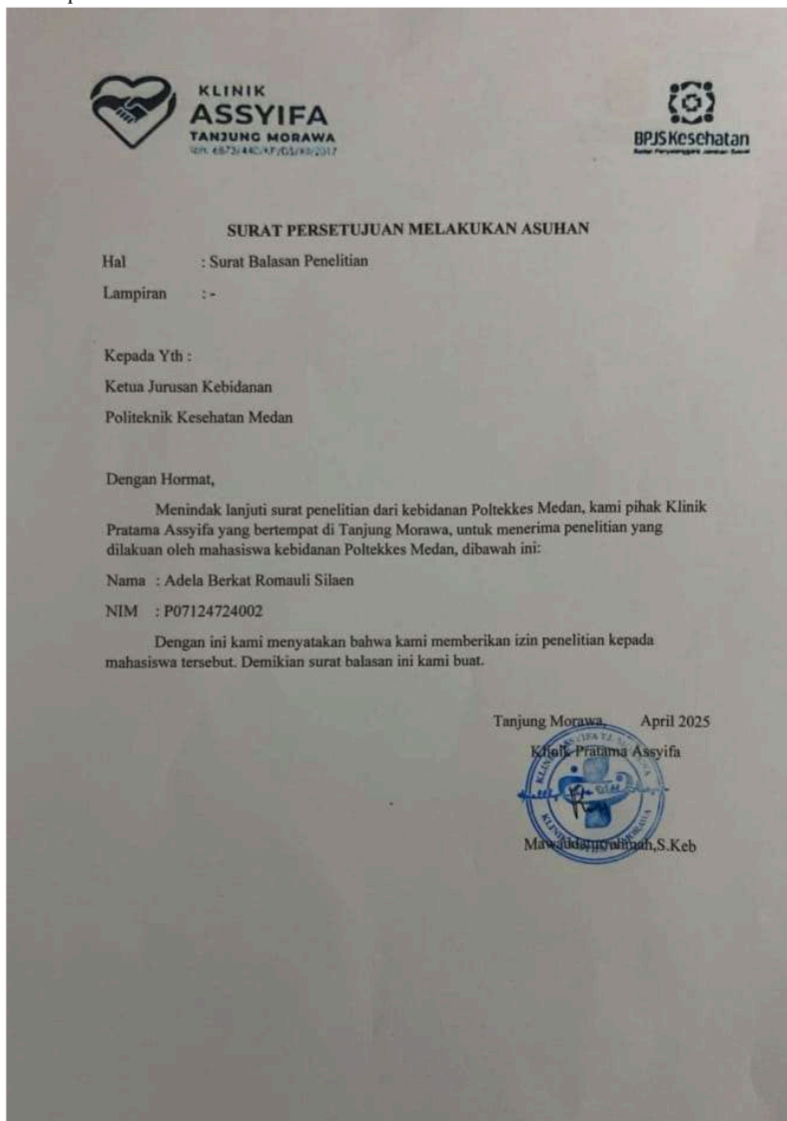 KLINIK
ASSYIFA
TANJUNG MORAWA
BPJS Kesehatan
SURAT PERSETUJUAN MELAKUKAN ASUHAN
Hal : Surat Balasan Penelitian
Lampiran : -
Kepada Yth :
Ketua Jurusan Kebidanan
Politeknik Kesehatan Medan
Dengan Hormat,
Menindak lanjuti surat penelitian dari kebidanan Poltekkes Medan, kami pihak Klinik
Pratama Assyifa yang bertempat di Tanjung Morawa, untuk menerima penelitian yang
dilakuan oleh mahasiswa kebidanan Poltekkes Medan, dibawah ini:
Nama : Adela Berkat Romauli Silaen
NIM : P07124724002
Dengan ini kami menyatakan bahwa kami memberikan izin penelitian kepada
mahasiswa tersebut. Demikian surat balasan ini kami buat.
Tanjung Morawa, April 2025
Klinik Pratama Assyifa
S.Keb